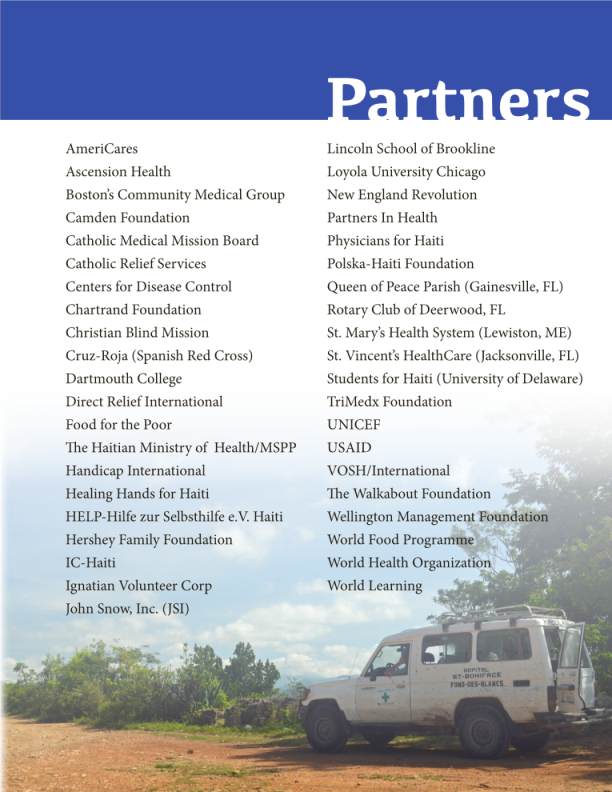 Partners
AmeriCares
Ascension Health
Boston's Community Medical Group
Camden Foundation
Catholic Medical Mission Board
Catholic Relief Services
Centers for Disease Control
Chartrand Foundation
Christian Blind Mission
Cruz-Roja (Spanish Red Cross)
Dartmouth College
Direct Relief International
Food for the Poor
The Haitian Ministry of Health/MSPP
Handicap International
Healing Hands for Haiti
HELP-Hilfe zur Selbsthilfe e.V. Haiti
Hershey Family Foundation
IC-Haiti
Ignatian Volunteer Corp
John Snow, Inc. (JSI)
Lincoln School of Brookline
Loyola University Chicago
New England Revolution
Partners In Health
Physicians for Haiti
Polska-Haiti Foundation
Queen of Peace Parish (Gainesville, FL)
Rotary Club of Deerwood, FL
St. Mary's Health System (Lewiston, ME)
St. Vincent's HealthCare (Jacksonville, FL)
Students for Haiti (University of Delaware)
TriMedx Foundation
UNICEF
USAID
VOSH/International
The Walkabout Foundation
Wellington Management Foundation
World Food Programme
World Health Organization
World Learning
HOPITAL
ST-BONIFACE
FOND-DES-BLANCS